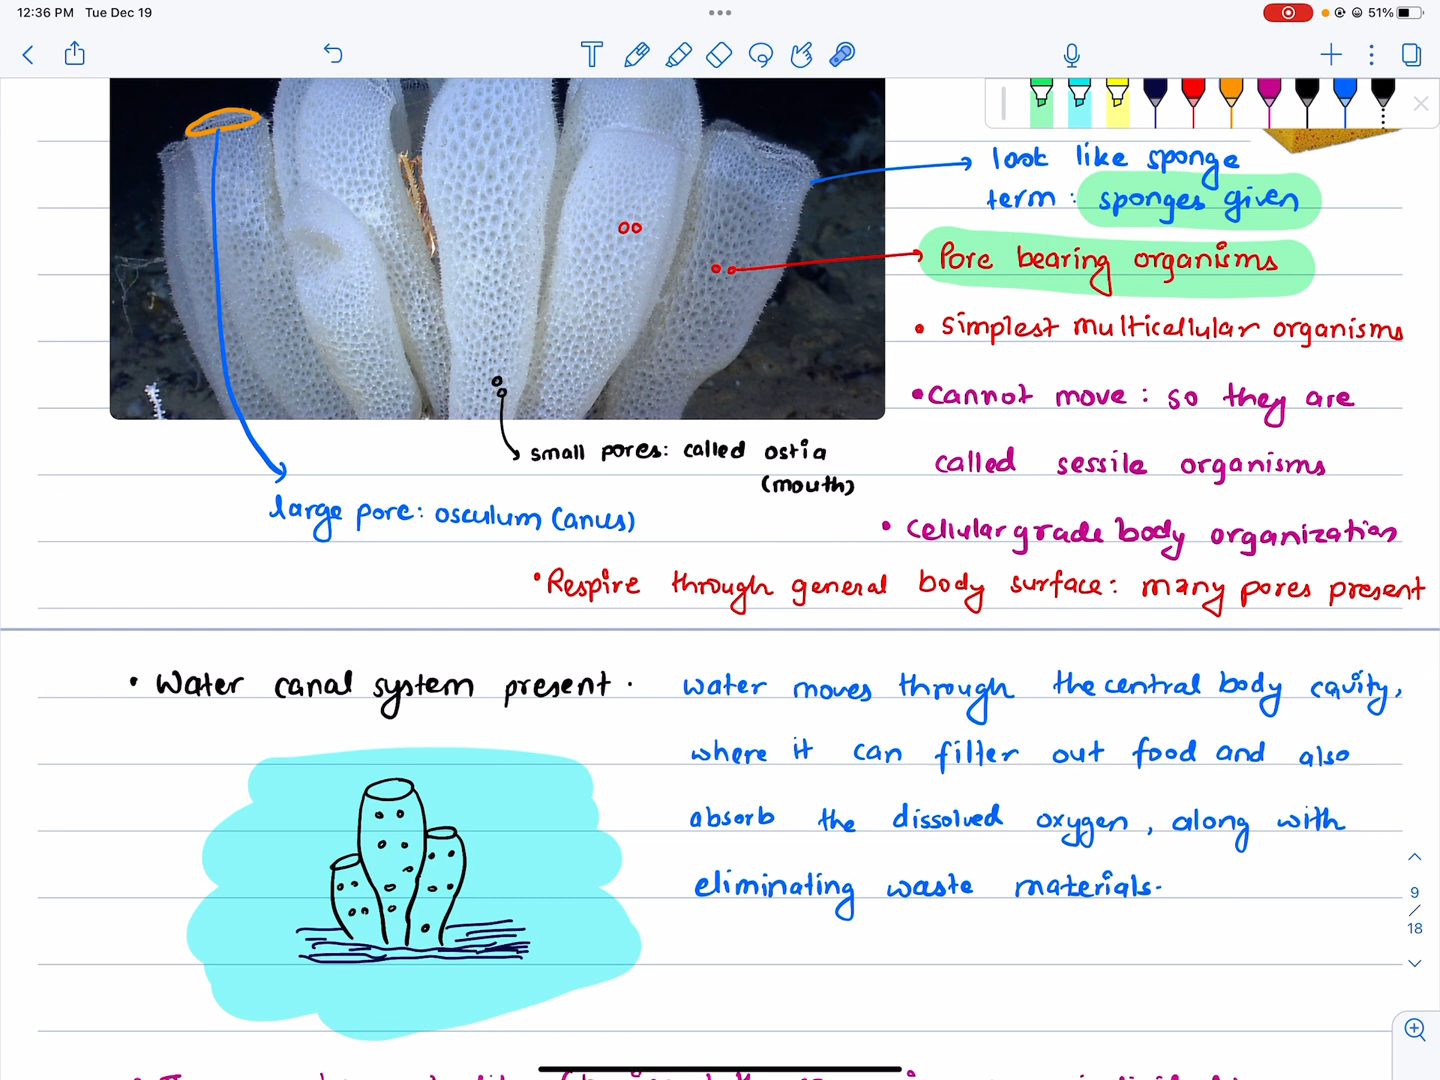 12:36 PM Tue Dec 19
51%
look like sponge
term: sponges given
Pore bearing organisms
• simplest multicellular organisms
• cannot move: so they are
called sessile organisms
small pores: called ostia
(mouth)
large pore: osculum (anus)
• cellular grade body organization
• Respire through general body surface: many pores present
• Water canal system present.
water moves through the central body cavity,
where it can filter out food and also
absorb the dissolved oxygen, along with
eliminating waste materials.
9
/
18